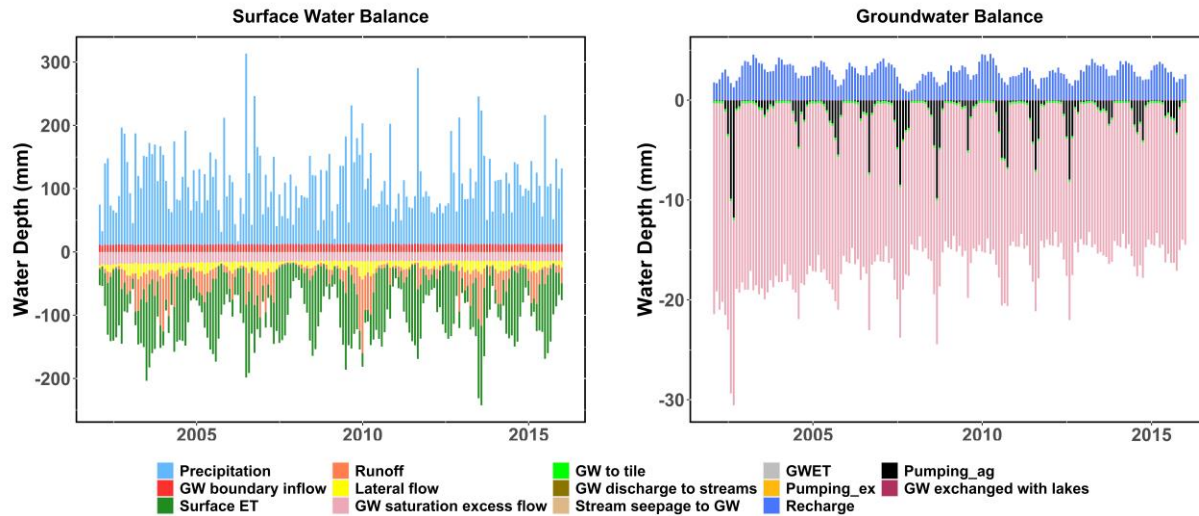 Surface Water Balance
Groundwater Balance
Water Depth (mm)
300
200
100
0
-100
-200
2005
2010
2015
Water Depth (mm)
0
-10
-20
-30
2005
2010
2015
Precipitation
Runoff
GW to tile
GWET
Pumping_ag
GW boundary inflow
Lateral flow
GW discharge to streams
Pumping_ex
GW exchanged with lakes
Surface ET
GW saturation excess flow
Stream seepage to GW
Recharge